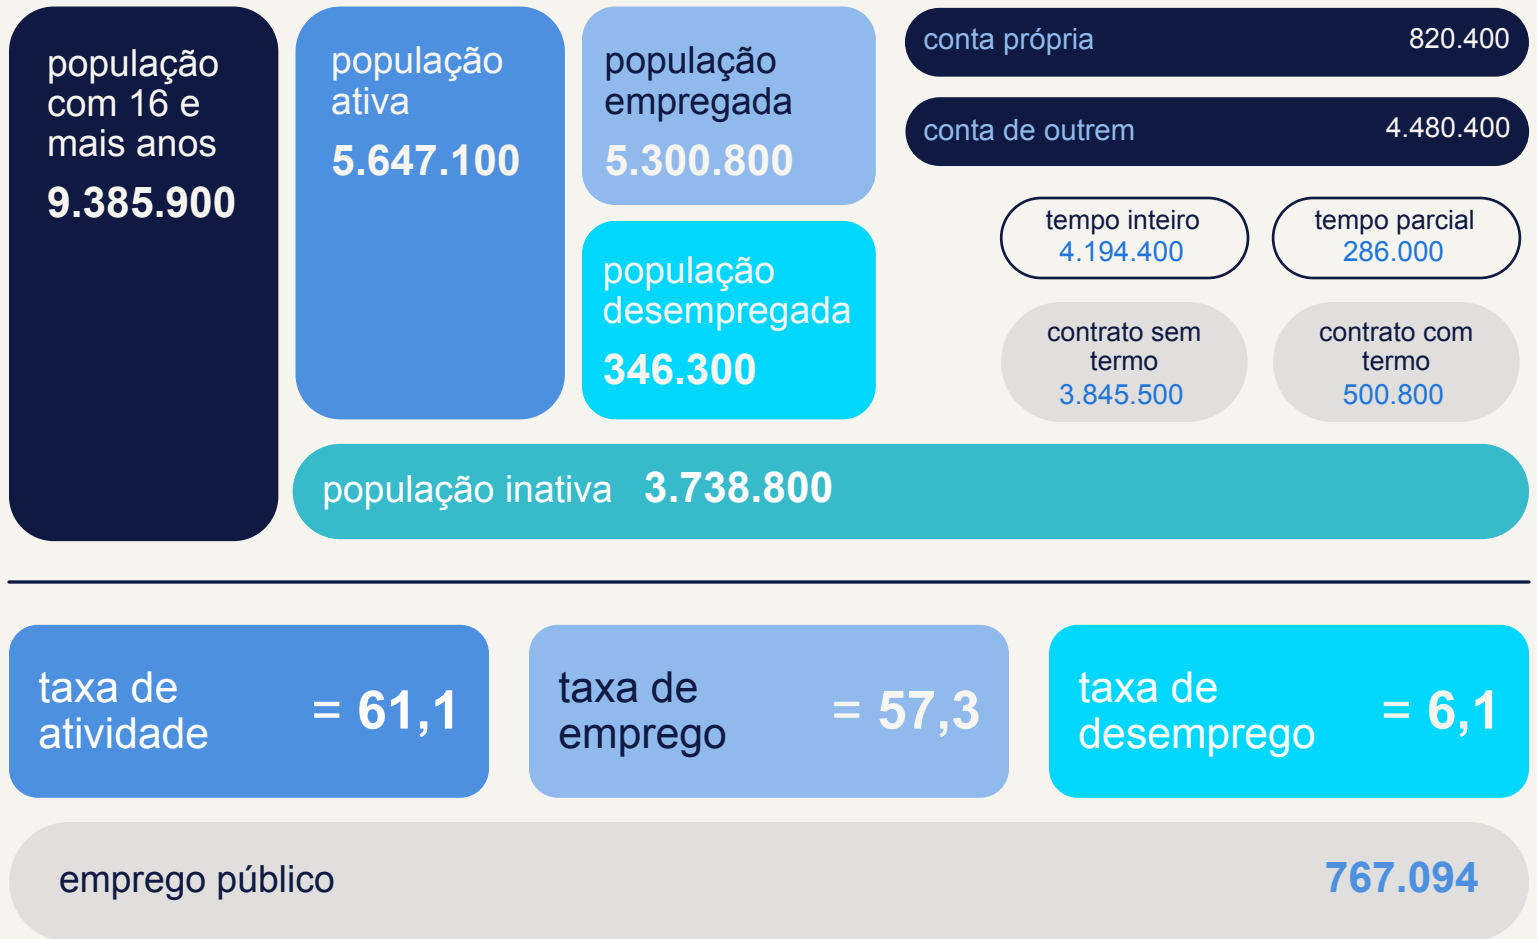 população
com 16 e
mais anos
9.385.900
população
ativa
5.647.100
população
empregada
5.300.800
população
desempregada
346.300
conta própria 820.400
conta de outrem 4.480.400
tempo inteiro
4.194.400
tempo parcial
286.000
contrato sem
termo
3.845.500
contrato com
termo
500.800
população inativa 3.738.800
taxa de
atividade
= 61,1
taxa de
emprego
= 57,3
taxa de
desemprego
= 6,1
emprego público 767.094